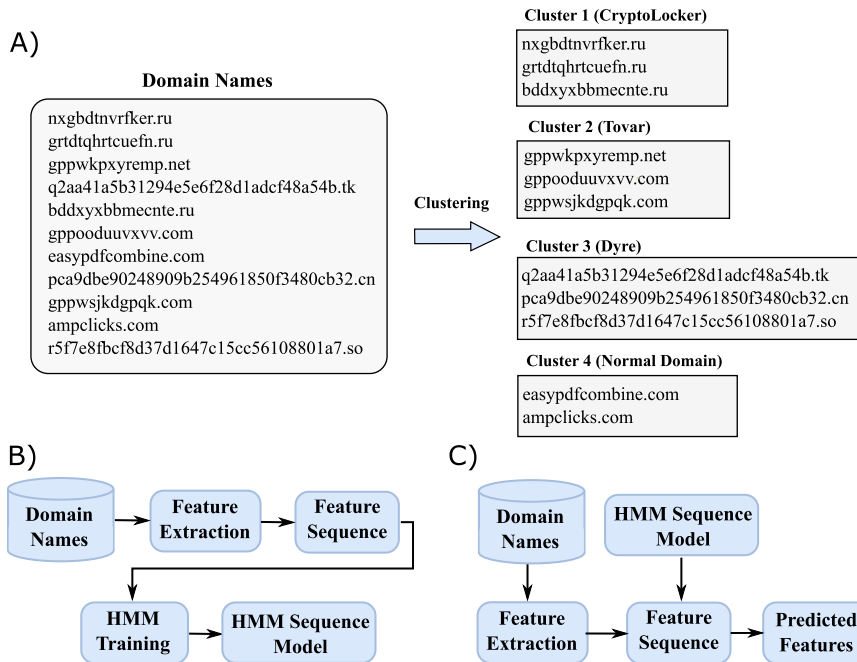 A)
Domain Names
nxgbdtnvrfker.ru
grtdtqhrtcuefn.ru
gppwkpxyremp.net
q2aa41a5b31294e5e6f28d1adcf48a54b.tk
bddxyxbbmecnte.ru
gppooduuvxvv.com
easypdfcombine.com
pca9dbe90248909b254961850f3480cb32.cn
gppwsjkdgpqk.com
ampclicks.com
r5f7e8fbcf8d37d1647c15cc56108801a7.so
Clustering
Cluster 1 (CryptoLocker)
nxgbdtnvrfker.ru
grtdtqhrtcuefn.ru
bddxyxbbmecnte.ru
Cluster 2 (Tovar)
gppwkpxyremp.net
gppooduuvxvv.com
gppwsjkdgpqk.com
Cluster 3 (Dyre)
q2aa41a5b31294e5e6f28d1adcf48a54b.tk
pca9dbe90248909b254961850f3480cb32.cn
r5f7e8fbcf8d37d1647c15cc56108801a7.so
Cluster 4 (Normal Domain)
easypdfcombine.com
ampclicks.com
B)
Domain
Names
Feature
Extraction
Feature
Sequence
HMM
Training
HMM Sequence
Model
C)
Domain
Names
HMM Sequence
Model
Feature
Extraction
Feature
Sequence
Predicted
Features